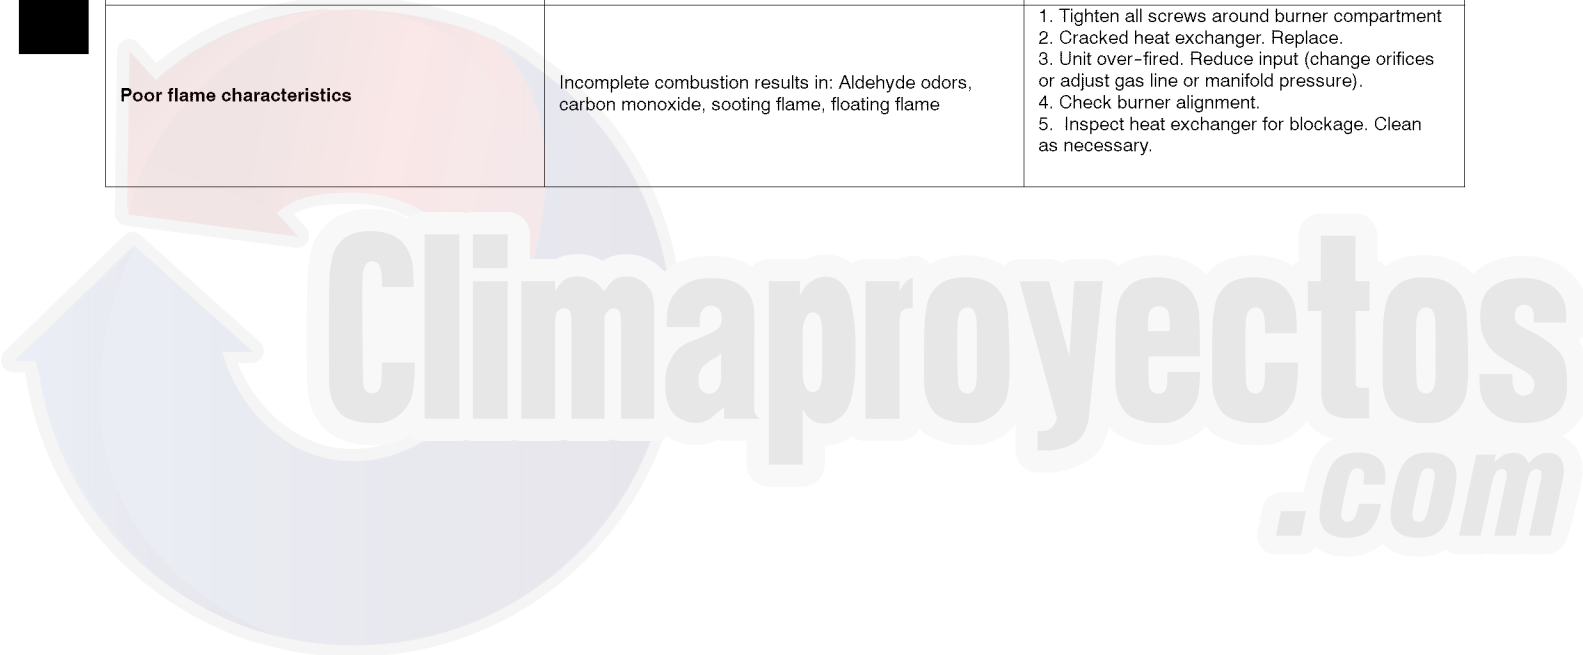 Poor flame characteristics
Incomplete combustion results in: Aldehyde odors,
carbon monoxide, sooting flame, floating flame
1. Tighten all screws around burner compartment
2. Cracked heat exchanger. Replace.
3. Unit over-fired. Reduce input (change orifices
or adjust gas line or manifold pressure).
4. Check burner alignment.
5. Inspect heat exchanger for blockage. Clean
as necessary.
Climaproyectos
.com